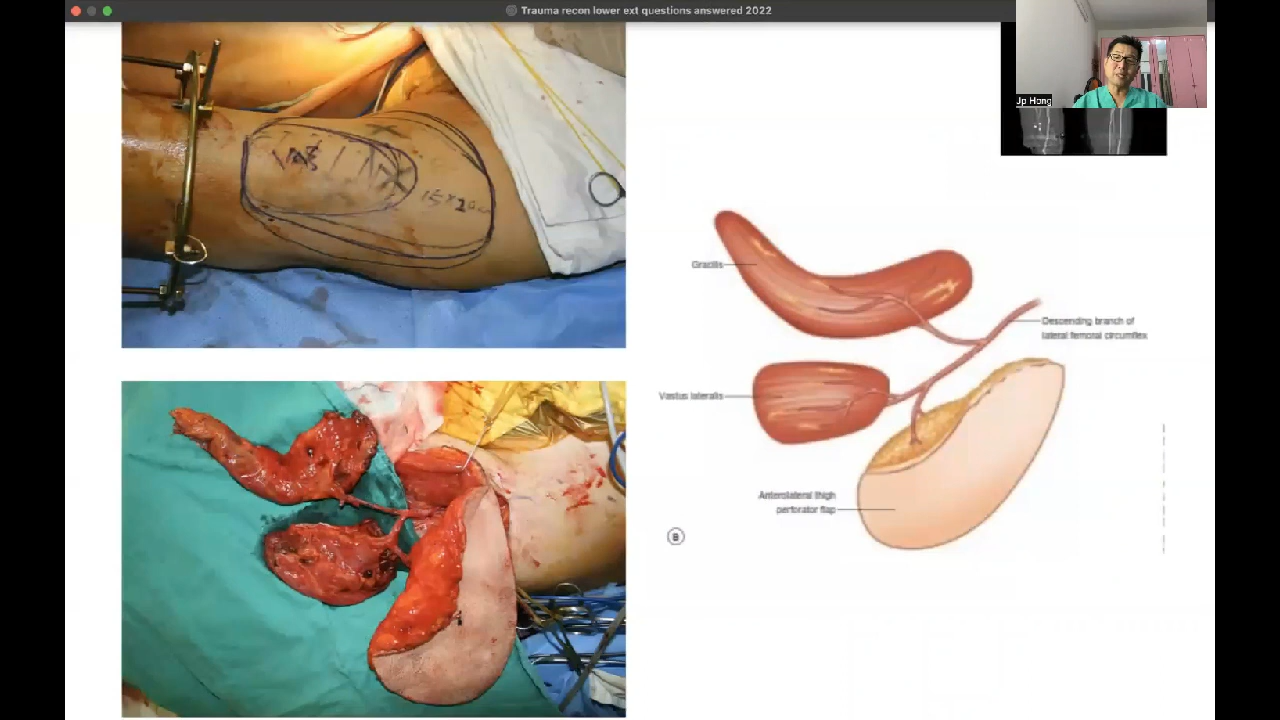 Trauma recon lower ext questions answered 2022
Jp Hong
Gracilis
Descending branch of
lateral femoral circumflex
Vastus lateralis
Anterolateral thigh
perforator flap
B